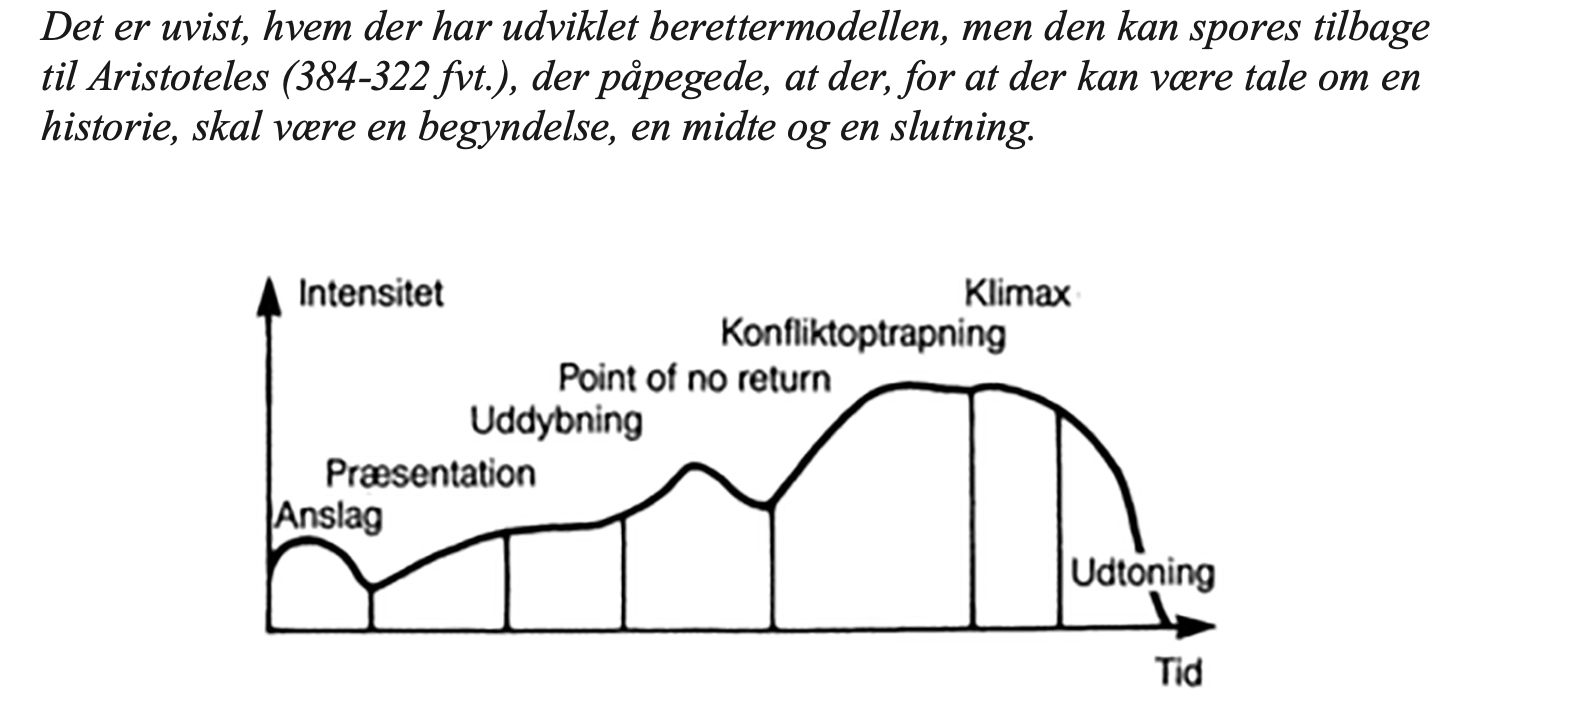 Det er uvist, hvem der har udviklet berettermodellen, men den kan spores tilbage
til Aristoteles (384-322 fvt.), der påpegede, at der, for at der kan være tale om en
historie, skal være en begyndelse, en midte og en slutning.
Intensitet
Klimax
Konfliktoptrapning
Point of no return
Uddybning
Præsentation
Anslag
Udtoning
Tid